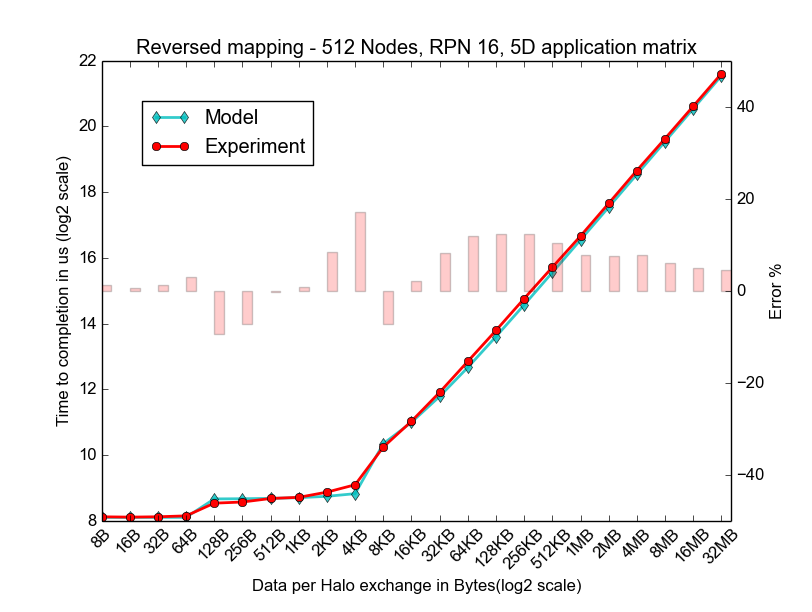 Reversed mapping - 512 Nodes, RPN 16, 5D application matrix
Model
Experiment
Time to completion in us (log2 scale)
22
20
18
16
14
12
10
8
Error %
40
20
0
−20
−40
8B
16B
32B
64B
128B
256B
512B
1KB
2KB
4KB
8KB
16KB
32KB
64KB
128KB
256KB
512KB
1MB
2MB
4MB
8MB
16MB
32MB
Data per Halo exchange in Bytes(log2 scale)